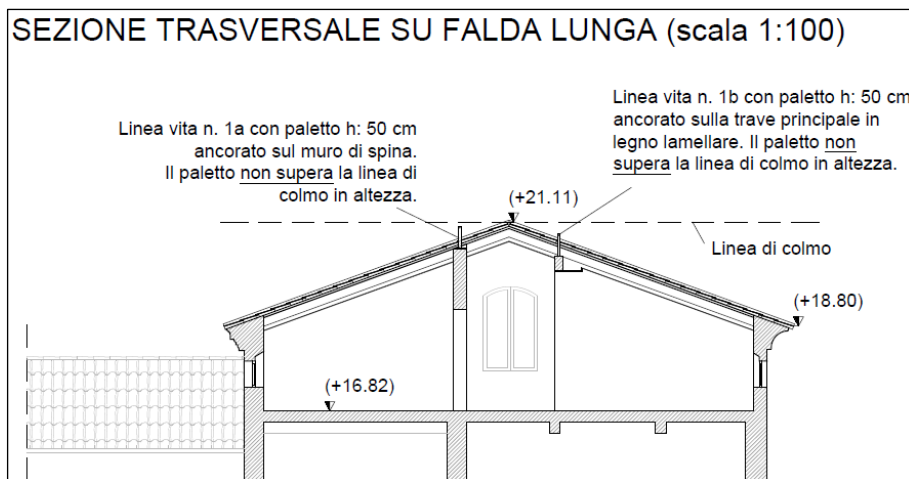 SEZIONE TRASVERSALE SU FALDA LUNGA (scala 1:100)
Linea vita n. 1a con paletto h: 50 cm
ancorato sul muro di spina.
Il paletto non supera la linea di
colmo in altezza.
Linea vita n. 1b con paletto h: 50 cm
ancorato sulla trave principale in
legno lamellare. Il paletto non
supera la linea di colmo in altezza.
(+21.11)
Linea di colmo
(+18.80)
(+16.82)